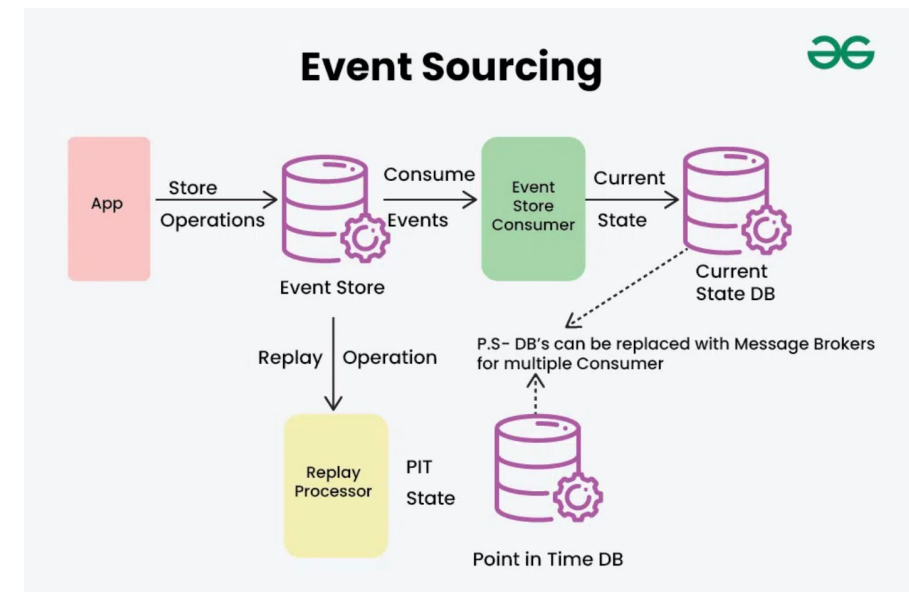 Event Sourcing
App
Store
Operations
Event Store
Consume
Events
Event
Store
Consumer
Current
State
Current
State DB
Replay Operation
Replay
Processor
PIT
State
P.S- DB's can be replaced with Message Brokers
for multiple Consumer
Point in Time DB